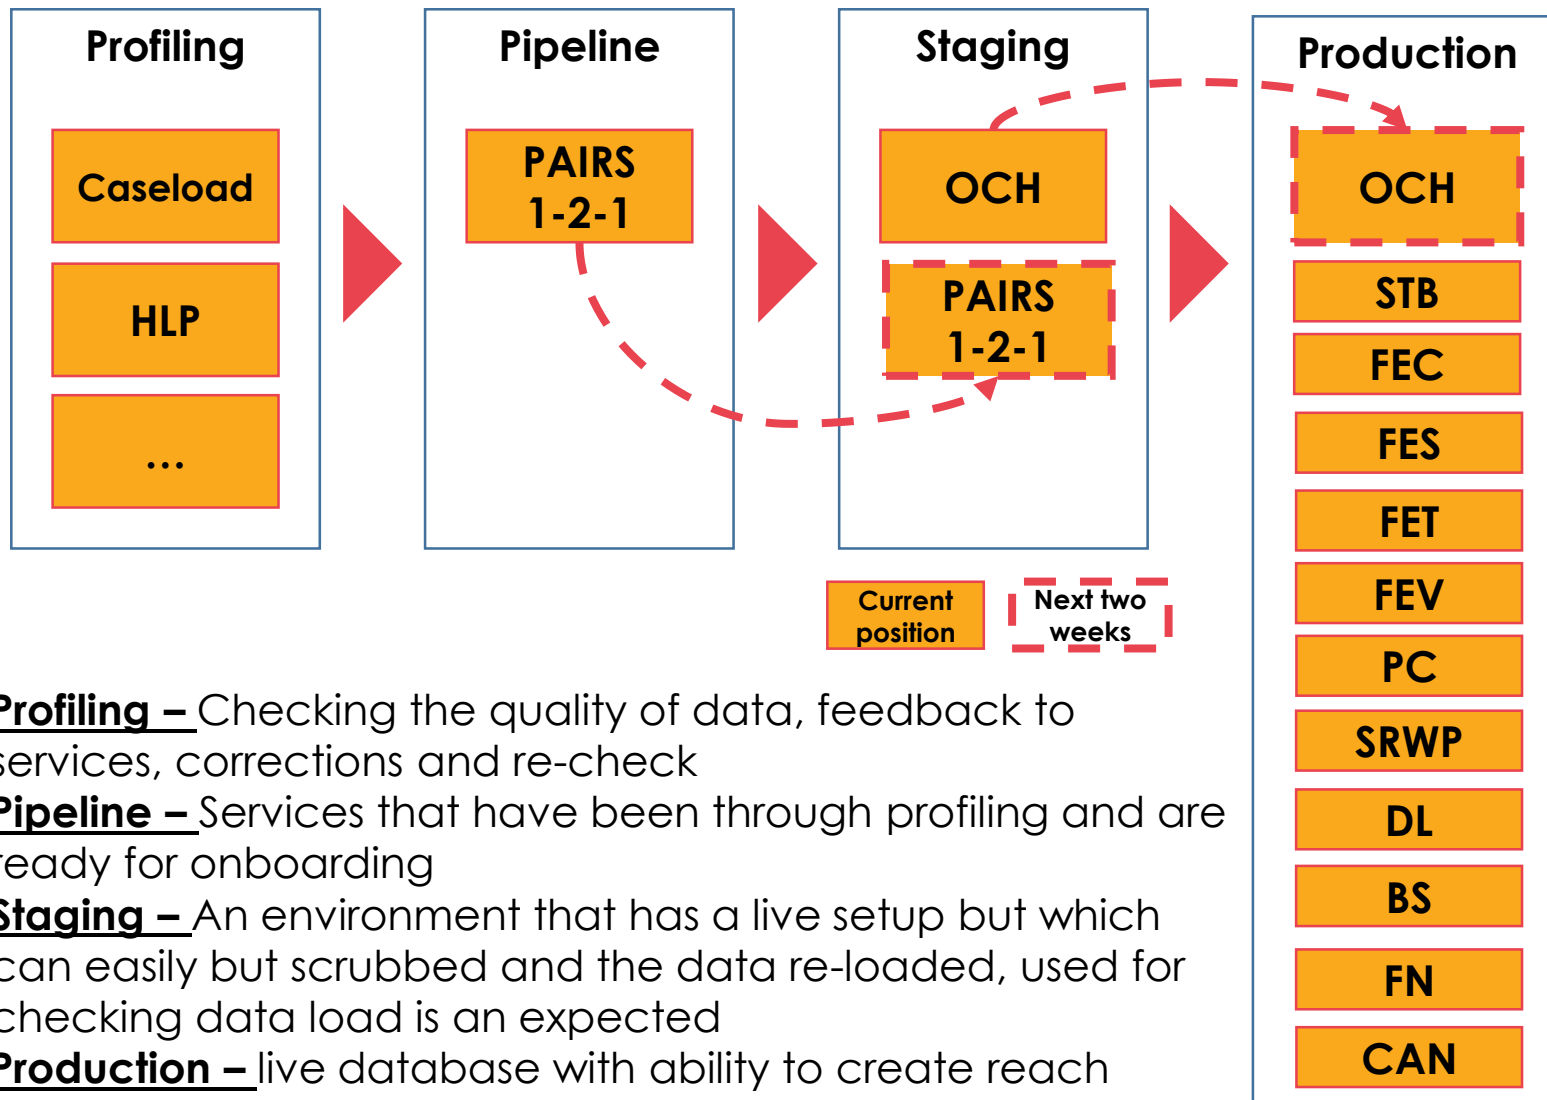 Profiling
Caseload
HLP
...
Pipeline
PAIRS
1-2-1
Staging
OCH
PAIRS
1-2-1
Production
OCH
STB
FEC
FES
FET
FEV
PC
SRWP
DL
BS
FN
CAN
Current
position
Next two
weeks
Profiling – Checking the quality of data, feedback to
services, corrections and re-check
Pipeline – Services that have been through profiling and are
ready for onboarding
Staging – An environment that has a live setup but which
can easily but scrubbed and the data re-loaded, used for
checking data load is an expected
Production – live database with ability to create reach